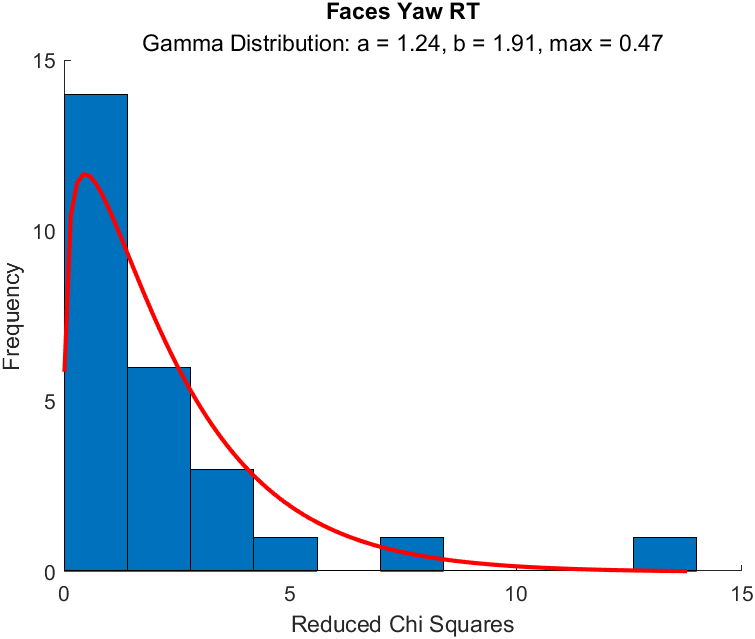 Faces Yaw RT
Gamma Distribution: a = 1.24, b = 1.91, max = 0.47
15
10
5
0
Frequency
0 5 10 15
Reduced Chi Squares